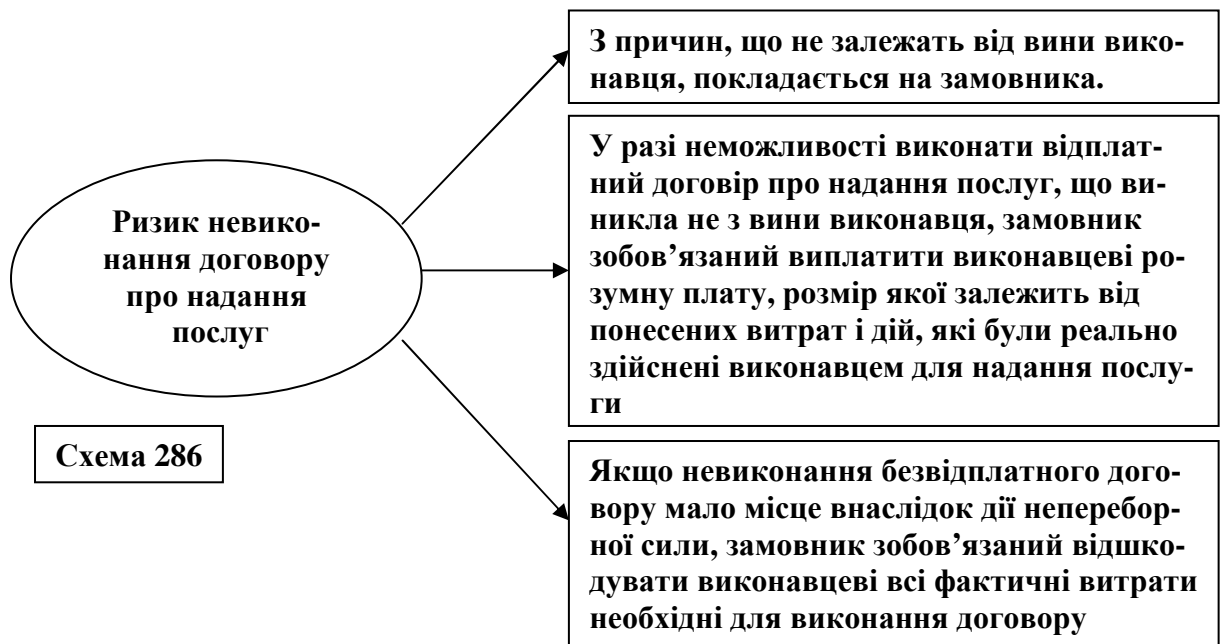 З причин, що не залежать від вини вико-
навця, покладається на замовника.
У разі неможливості виконати відплат-
ний договір про надання послуг, що ви-
никла не з вини виконавця, замовник
зобов’язаний виплатити виконавцеві ро-
зумну плату, розмір якої залежить від
понесених витрат і дій, які були реально
здійснені виконавцем для надання послу-
ги
Ризик невико-
нання договору
про надання
послуг
Схема 286
Якщо невиконання безвідплатного дого-
вору мало місце внаслідок дії неперебор-
ної сили, замовник зобов’язаний відшко-
дувати виконавцеві всі фактичні витрати
необхідні для виконання договору